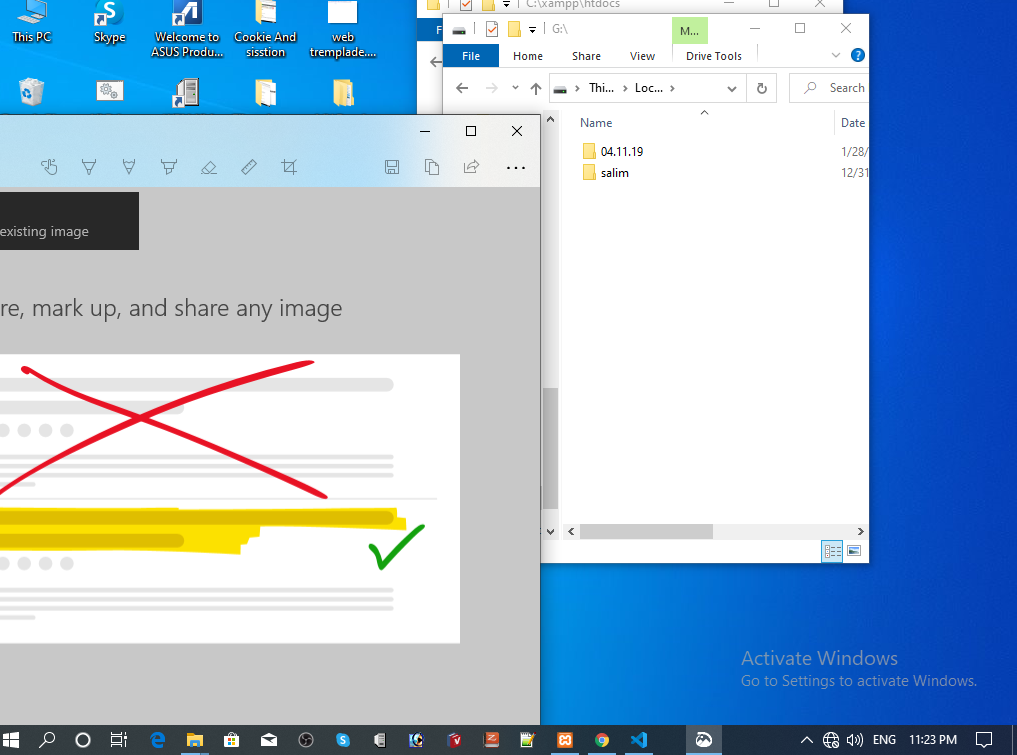 C:\xampp\htdocs
This PC
Skype
Welcome to
ASUS Produ...
Cookie And
sisstion
web
tremplade....
F
G:\
M...
File
Home
Share
View
Drive Tools
Thi...
Loc...
Search
Name
Date
04.11.19
1/28/
salim
12/31
existing image
re, mark up, and share any image
Activate Windows
Go to Settings to activate Windows.
ENG
11:23 PM